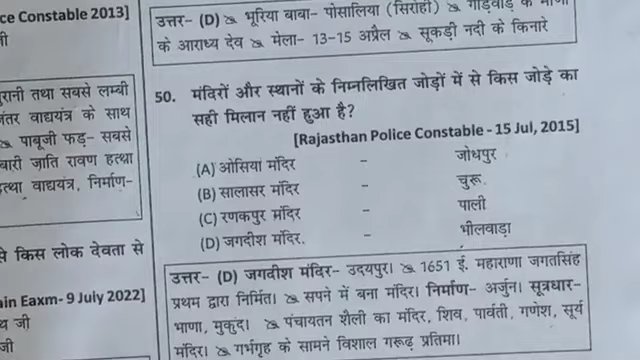 ce Constable 2013]
जी
पुरानी तथा सबसे लम्बी
जंतर वाद्ययंत्र के साथ
पाबूजी फड़– सबसे
बारी जाति रावण हत्था
हत्था वाद्ययंत्र, निर्माण–
से किस लोक देवता से
ain Eaxm- 9 July 2022]
य जी
जी
उत्तर– (D) भूरिया बाबा– पोसालिया (सिरोही) गोड़वाड़ के
के आराध्य देव मेला– 13-15 अप्रैल सूकड़ी नदी के किनारे
50. मंदिरों और स्थानों के निम्नलिखित जोड़ों में से किस जोड़े का
सही मिलान नहीं हुआ है?
[Rajasthan Police Constable - 15 Jul, 2015]
(A) ओसियां मंदिर – जोधपुर
(B) सालासर मंदिर – चुरू
(C) रणकपुर मंदिर – पाली
(D) जगदीश मंदिर. – भीलवाड़ा
उत्तर– (D) जगदीश मंदिर– उदयपुर। 1651 ई. महाराणा जगतसिंह
प्रथम द्वारा निर्मित। सपने में बना मंदिर। निर्माण– अर्जुन। सूत्रधार–
भाणा, मुकुंद। पंचायतन शैली का मंदिर, शिव, पार्वती, गणेश, सूर्य
मंदिर। गर्भगृह के सामने विशाल गरूढ़ प्रतिमा।